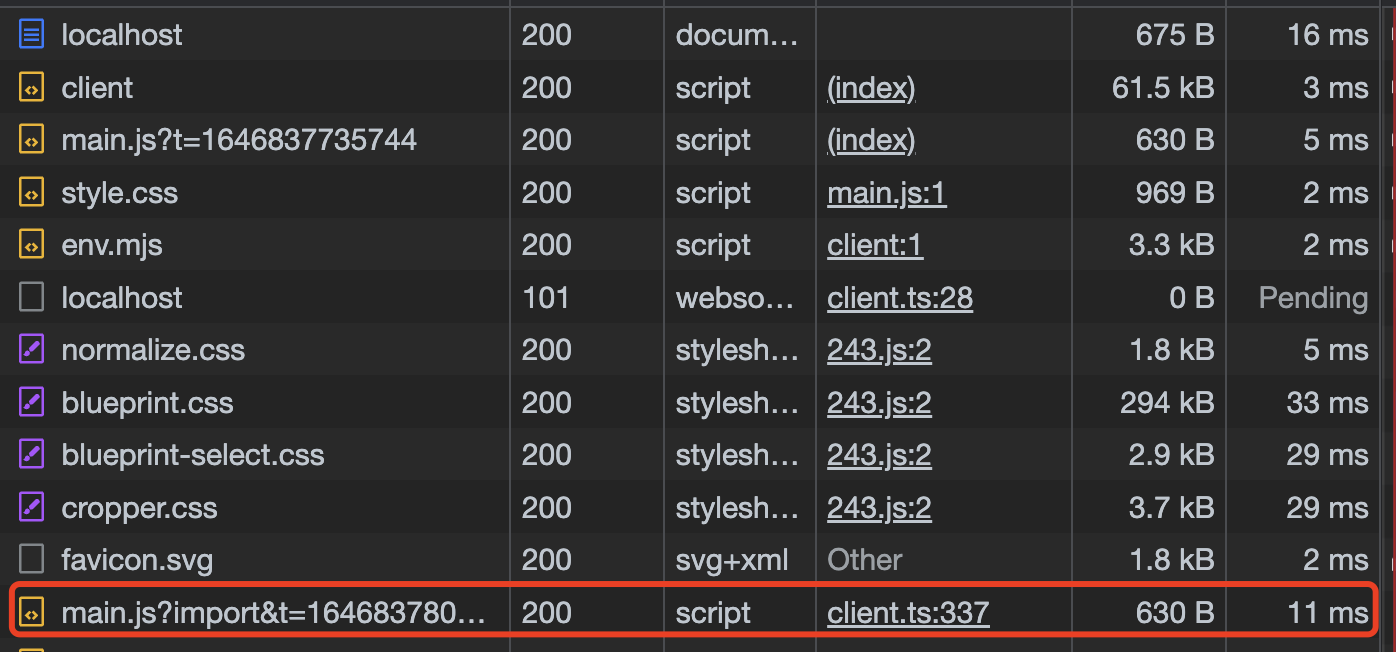 localhost 200 docum... 675 B 16 ms
client 200 script (index) 61.5 kB 3 ms
main.js?t=1646837735744 200 script (index) 630 B 5 ms
style.css 200 script main.js:1 969 B 2 ms
env.mjs 200 script client:1 3.3 kB 2 ms
localhost 101 webso... client.ts:28 0 B Pending
normalize.css 200 stylesh... 243.js:2 1.8 kB 5 ms
blueprint.css 200 stylesh... 243.js:2 294 kB 33 ms
blueprint-select.css 200 stylesh... 243.js:2 2.9 kB 29 ms
cropper.css 200 stylesh... 243.js:2 3.7 kB 29 ms
favicon.svg 200 svg+xml Other 1.8 kB 2 ms
main.js?import&t=164683780... 200 script client.ts:337 630 B 11 ms